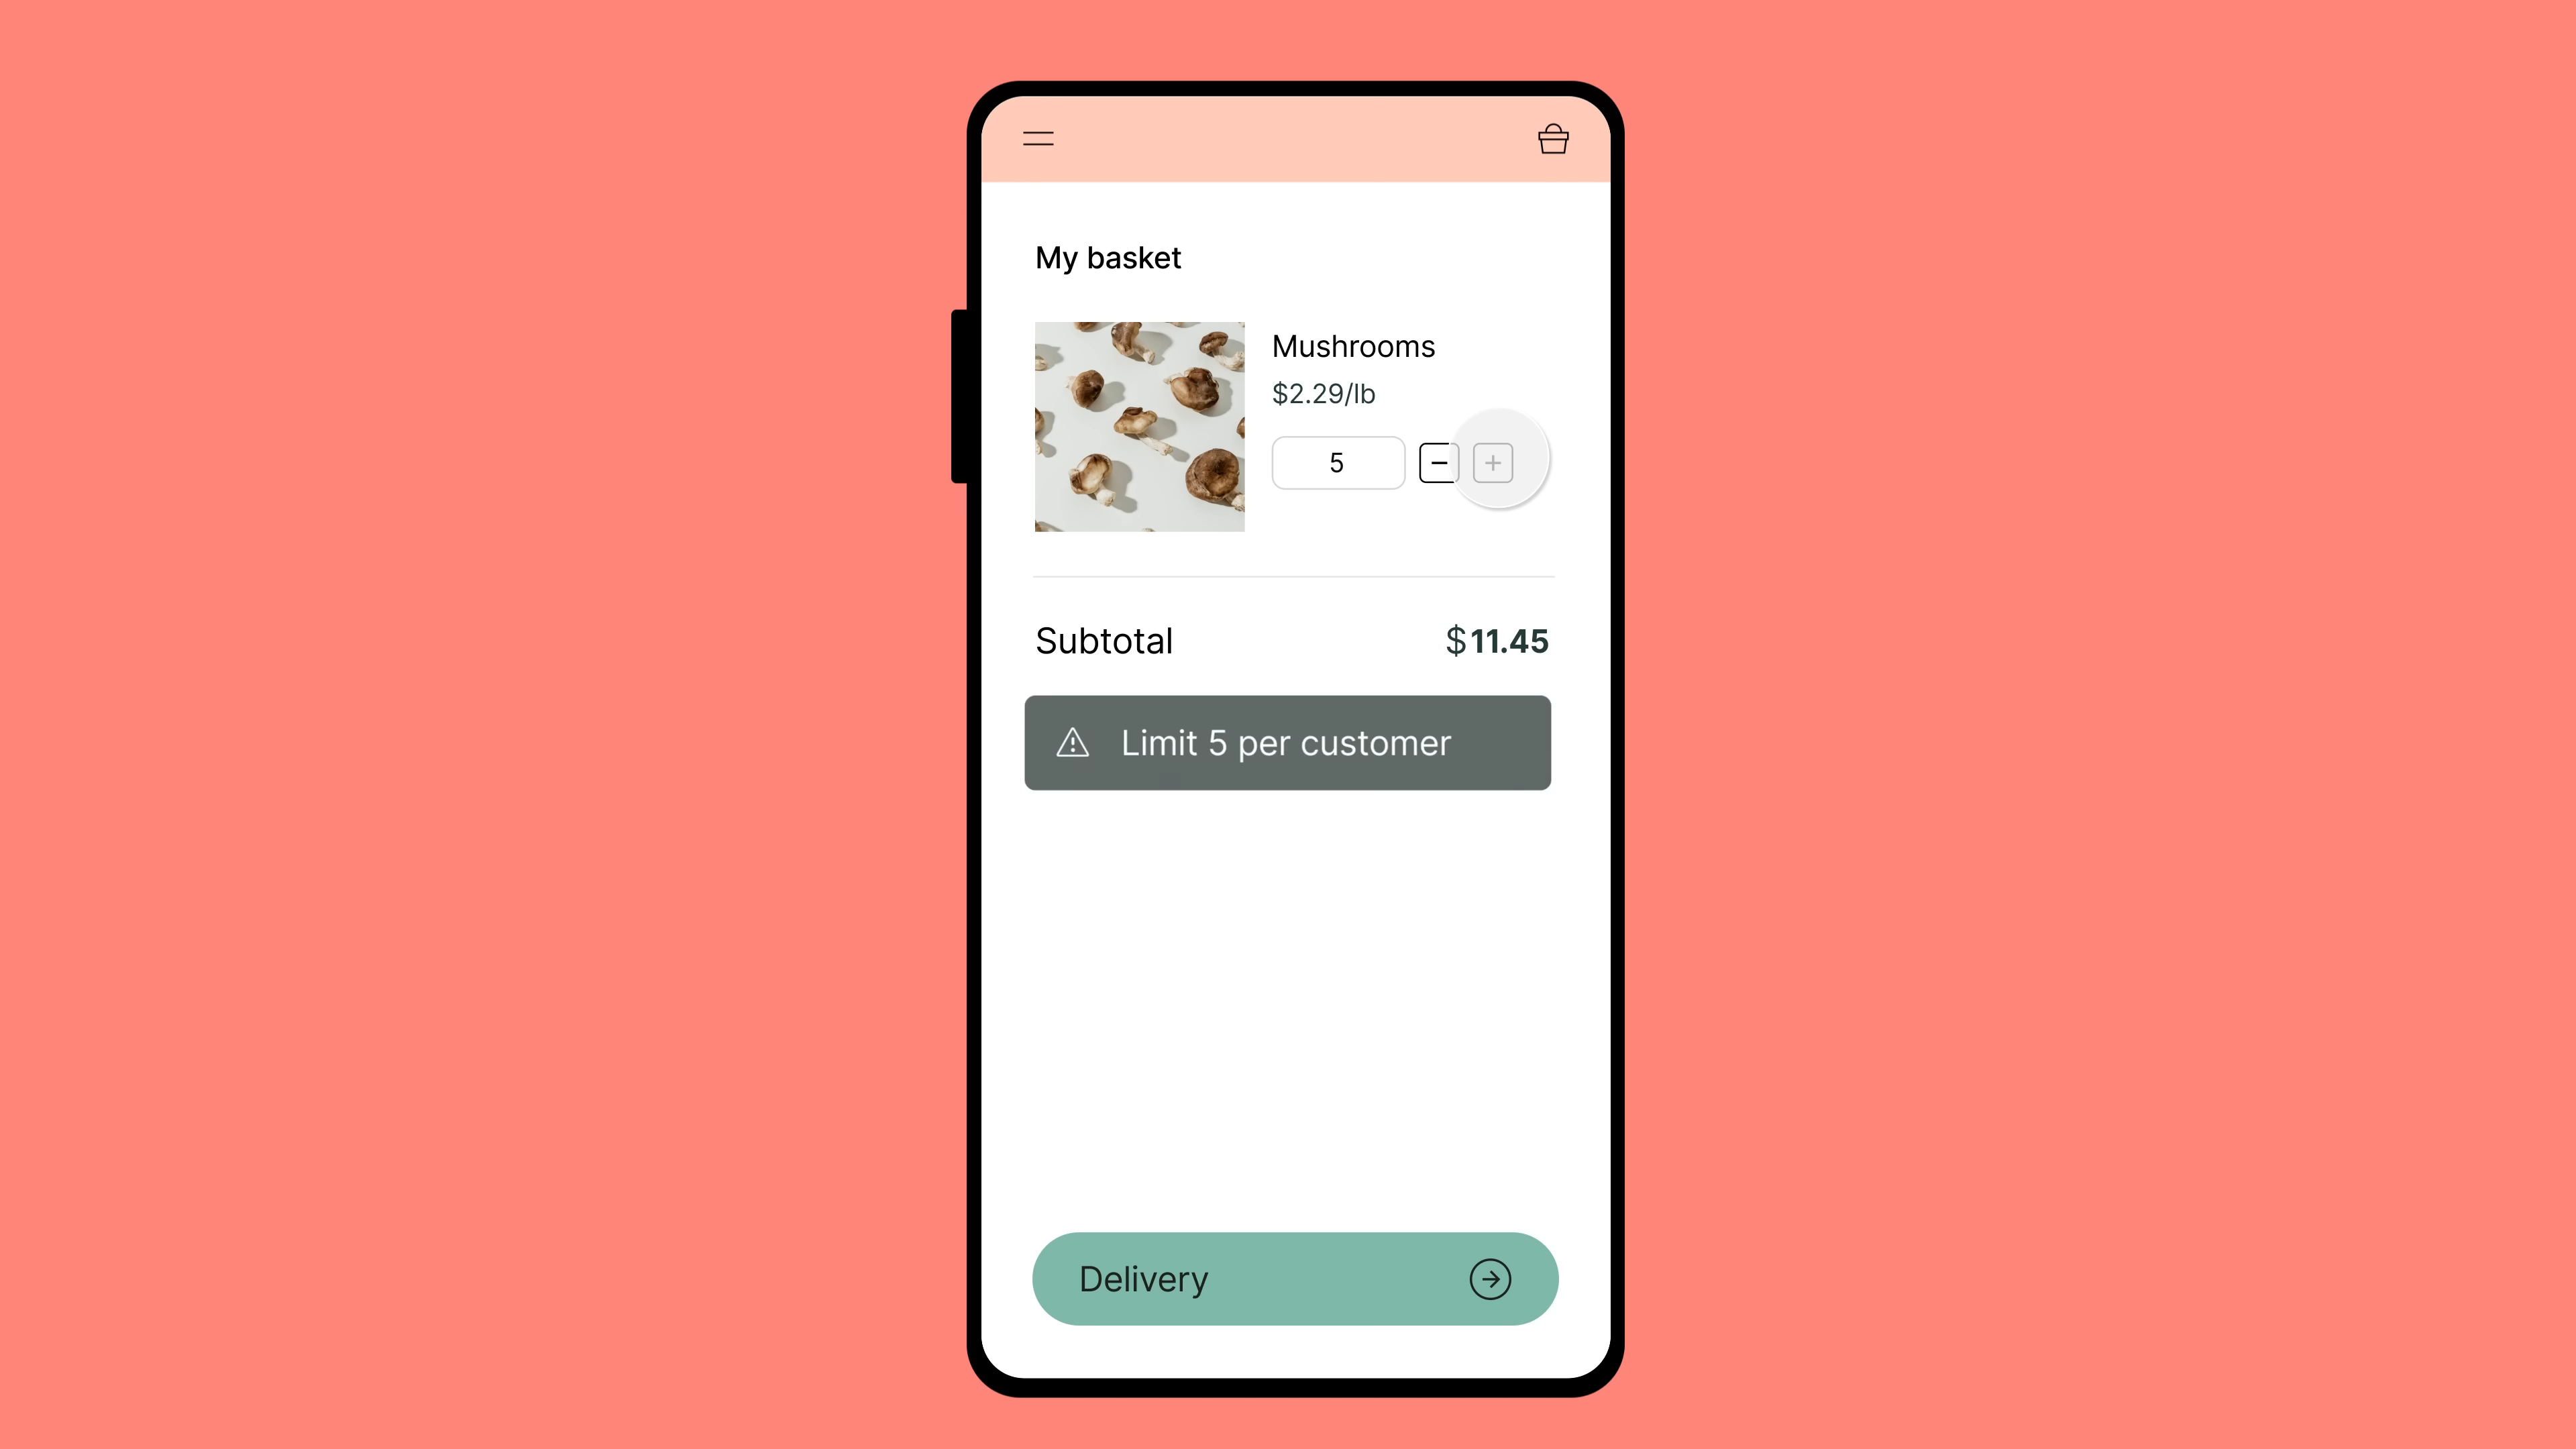 My basket
Mushrooms
$2.29/lb
5
Subtotal
$11.45
Limit 5 per customer
Delivery